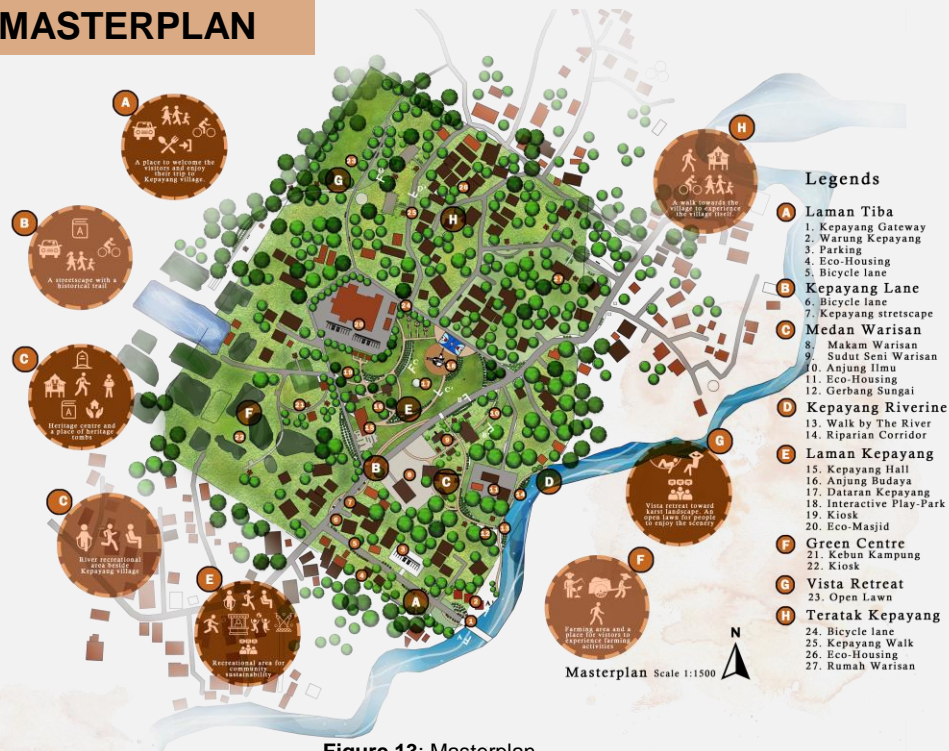 MASTERPLAN
A
A place to welcome the
visitors and enjoy
their trip to
Kepayang village.
B
A streetscape with a
historical trail
C
Heritage centre and
a place of heritage
tombs
C
River recreational
area beside
Kepayang village
E
Recreational area for
community
sustainability
H
A walk towards the
village to experience
the village itself.
G
Vista retreat toward
karst landscape. An
open lawn for people
to enjoy the scenery
F
Farming area and a
place for visitors to
experience farming
activities
G
H
F
E
B
C
D
A
Legends
A Laman Tiba
1. Kepayang Gateway
2. Warung Kepayang
3. Parking
4. Eco-Housing
5. Bicycle lane
B Kepayang Lane
6. Bicycle lane
7. Kepayang stretscape
C Medan Warisan
8. Makam Warisan
9. Sudut Seni Warisan
10. Anjung Ilmu
11. Eco-Housing
12. Gerbang Sungai
D Kepayang Riverine
13. Walk by The River
14. Riparian Corridor
E Laman Kepayang
15. Kepayang Hall
16. Anjung Budaya
17. Dataran Kepayang
18. Interactive Play-Park
19. Kiosk
20. Eco-Masjid
F Green Centre
21. Kebun Kampung
22. Kiosk
G Vista Retreat
23. Open Lawn
H Teratak Kepayang
24. Bicycle lane
25. Kepayang Walk
26. Eco-Housing
27. Rumah Warisan
N
Masterplan Scale 1:1500
Figure 13: Masterplan